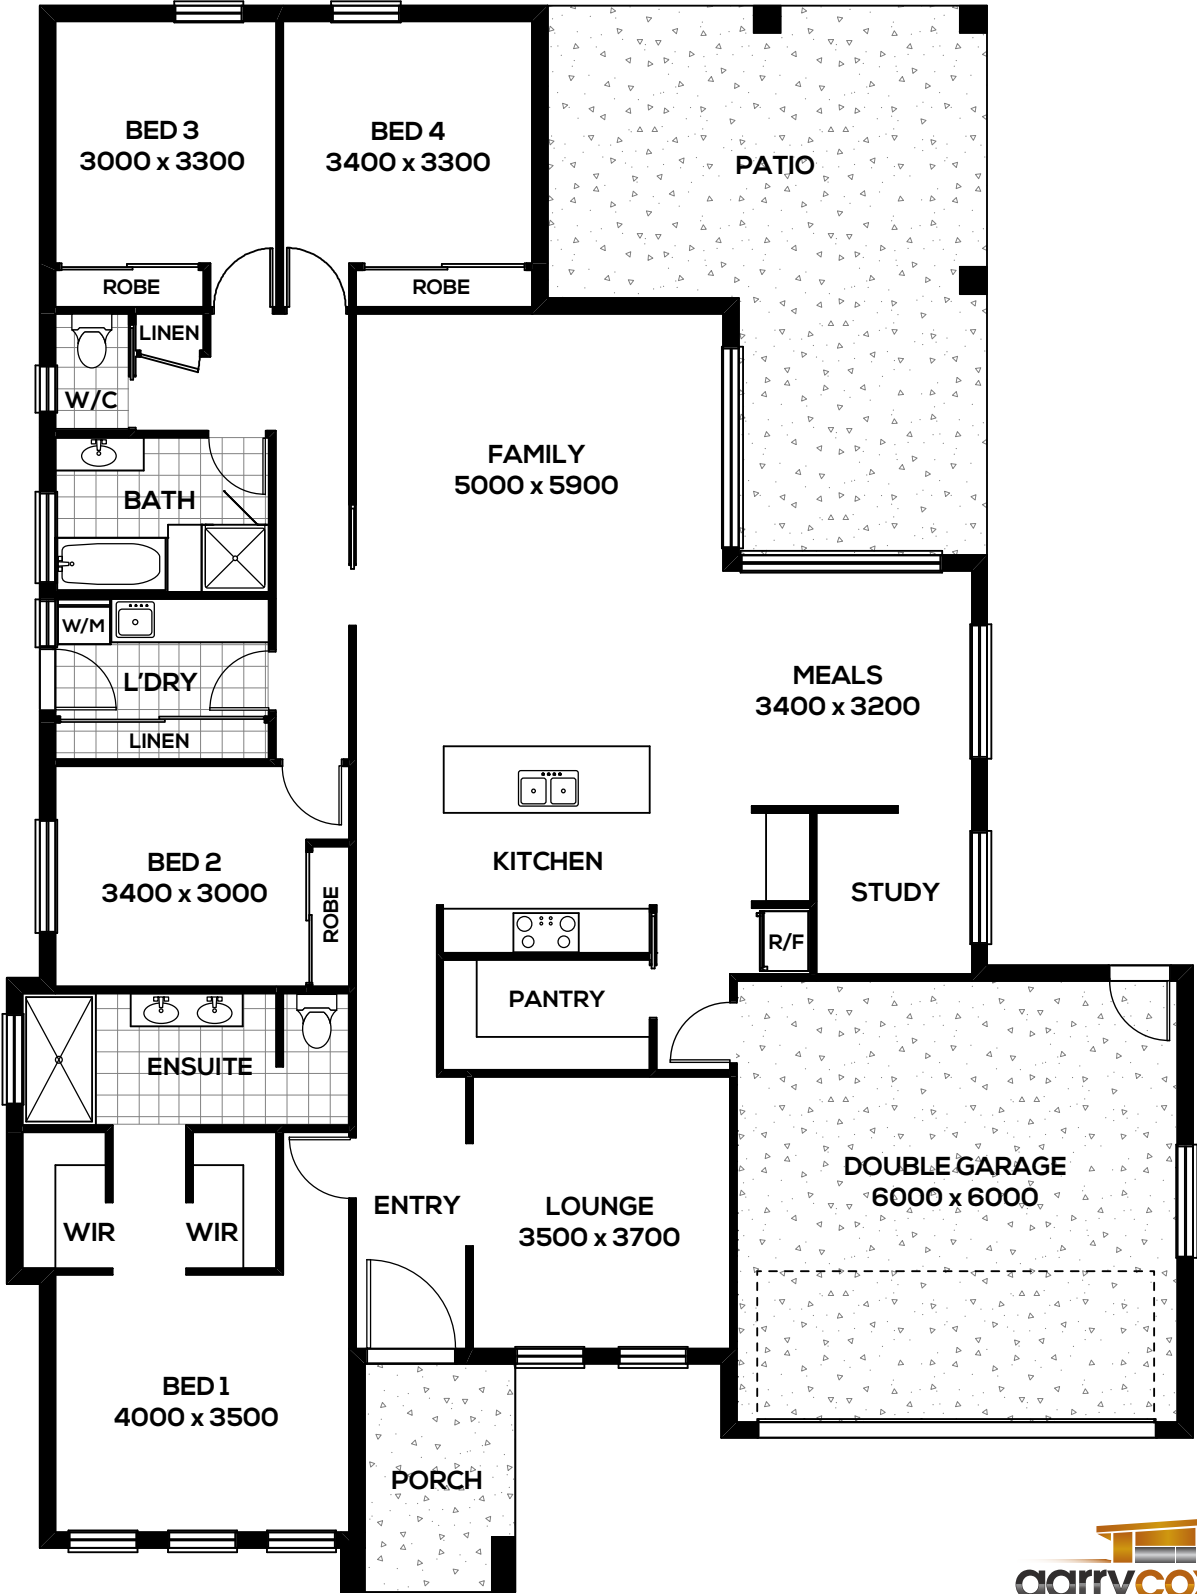 BED 3
3000 x 3300
BED 4
3400 x 3300
PATIO
ROBE
ROBE
LINEN
W/C
FAMILY
5000 x 5900
BATH
W/M
L'DRY
LINEN
MEALS
3400 x 3200
BED 2
3400 x 3000
ROBE
KITCHEN
STUDY
R/F
PANTRY
ENSUITE
DOUBLE GARAGE
6000 x 6000
WIR
WIR
ENTRY
LOUNGE
3500 x 3700
BED 1
4000 x 3500
PORCH